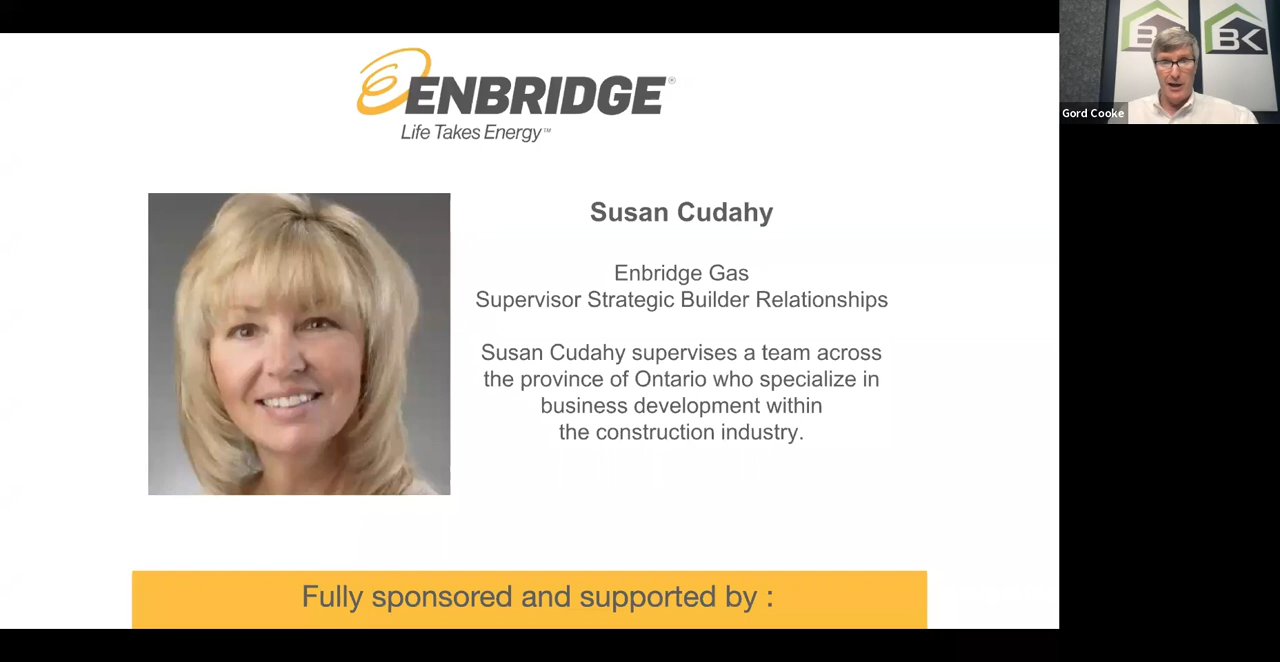 ENBRIDGE®
Life Takes Energy™
Susan Cudahy
Enbridge Gas
Supervisor Strategic Builder Relationships
Susan Cudahy supervises a team across
the province of Ontario who specialize in
business development within
the construction industry.
Fully sponsored and supported by :
BK
Gord Cooke